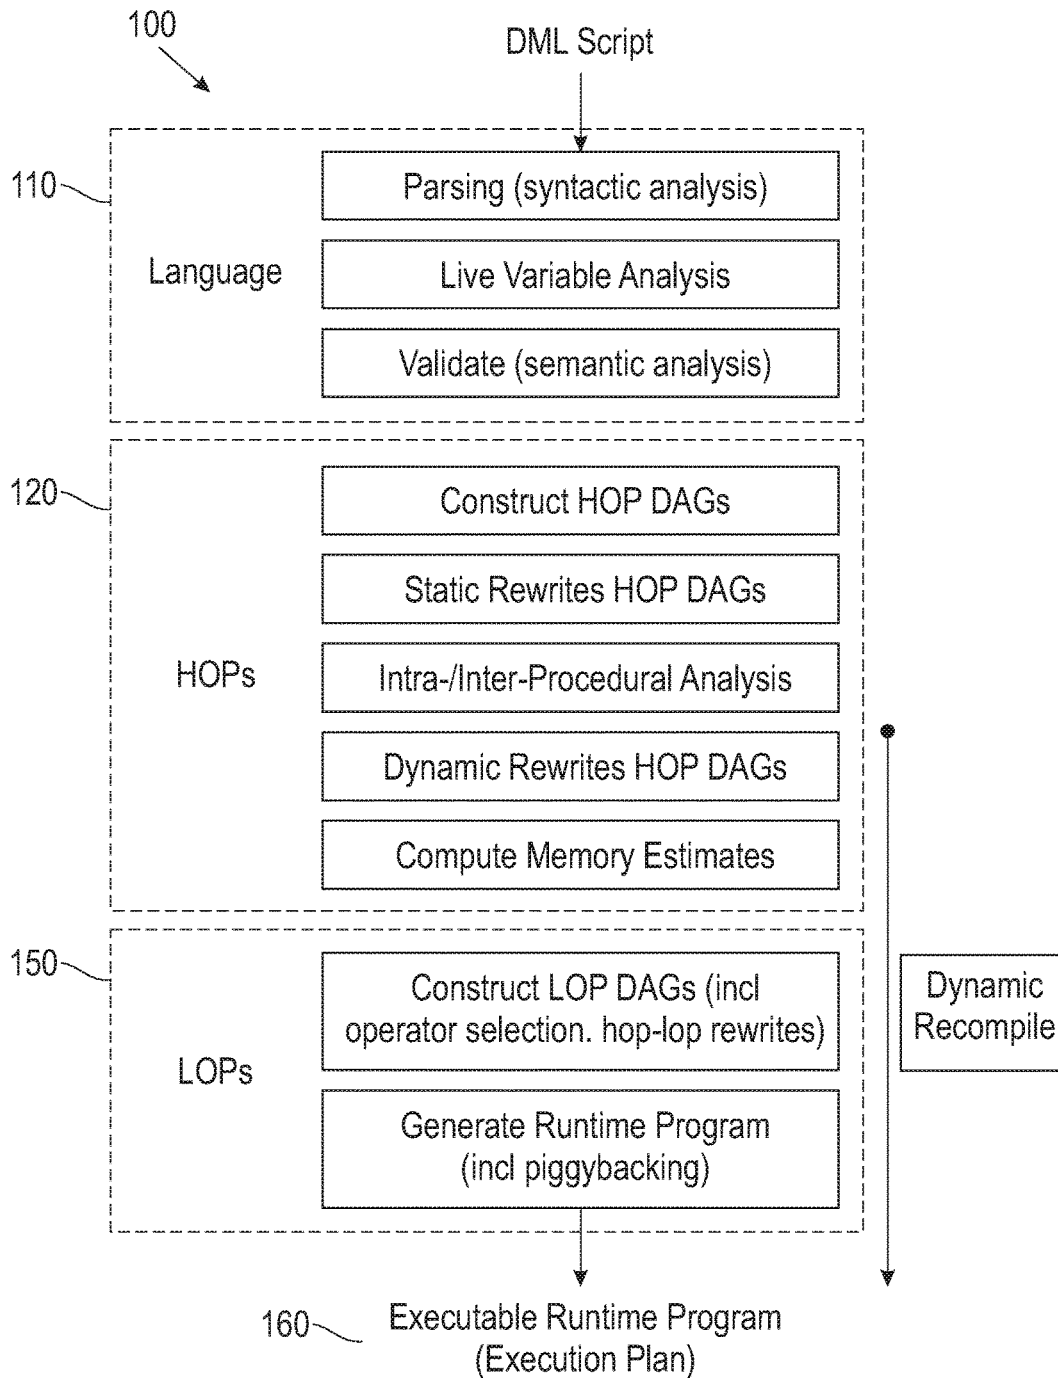 100
DML Script
110
Language
Parsing (syntactic analysis)
Live Variable Analysis
Validate (semantic analysis)
120
HOPs
Construct HOP DAGs
Static Rewrites HOP DAGs
Intra-/Inter-Procedural Analysis
Dynamic Rewrites HOP DAGs
Compute Memory Estimates
150
LOPs
Construct LOP DAGs (incl
operator selection. hop-lop rewrites)
Generate Runtime Program
(incl piggybacking)
Dynamic
Recompile
160
Executable Runtime Program
(Execution Plan)